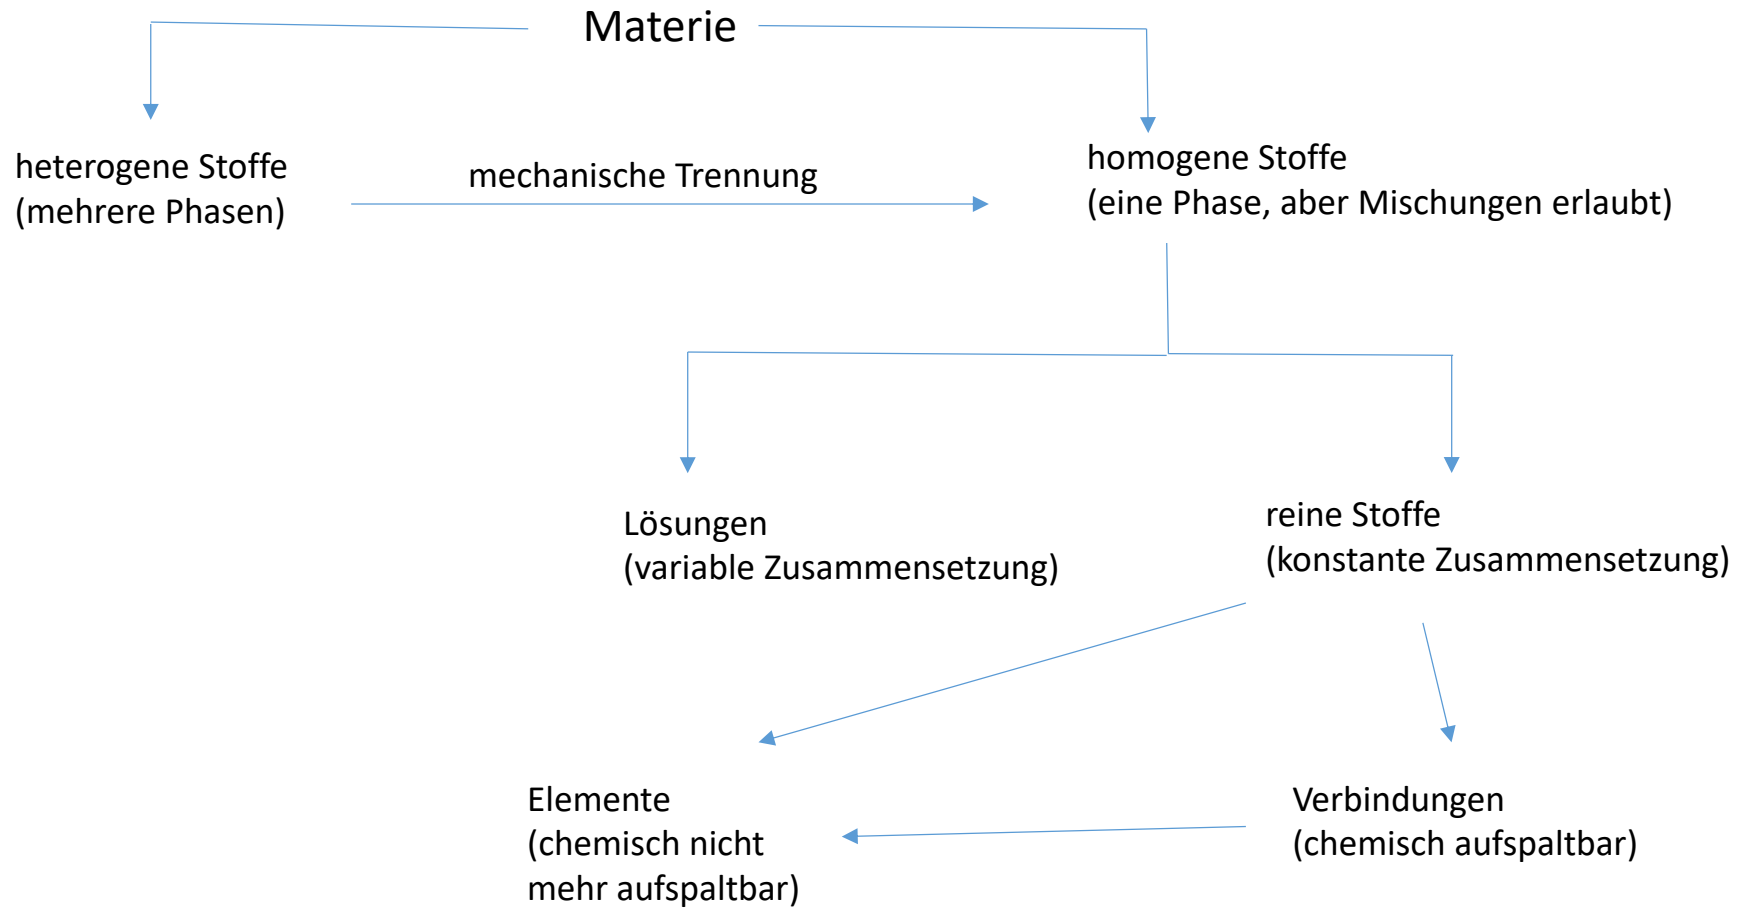 Materie
heterogene Stoffe
(mehrere Phasen)
mechanische Trennung
homogene Stoffe
(eine Phase, aber Mischungen erlaubt)
Lösungen
(variable Zusammensetzung)
reine Stoffe
(konstante Zusammensetzung)
Elemente
(chemisch nicht
mehr aufspaltbar)
Verbindungen
(chemisch aufspaltbar)